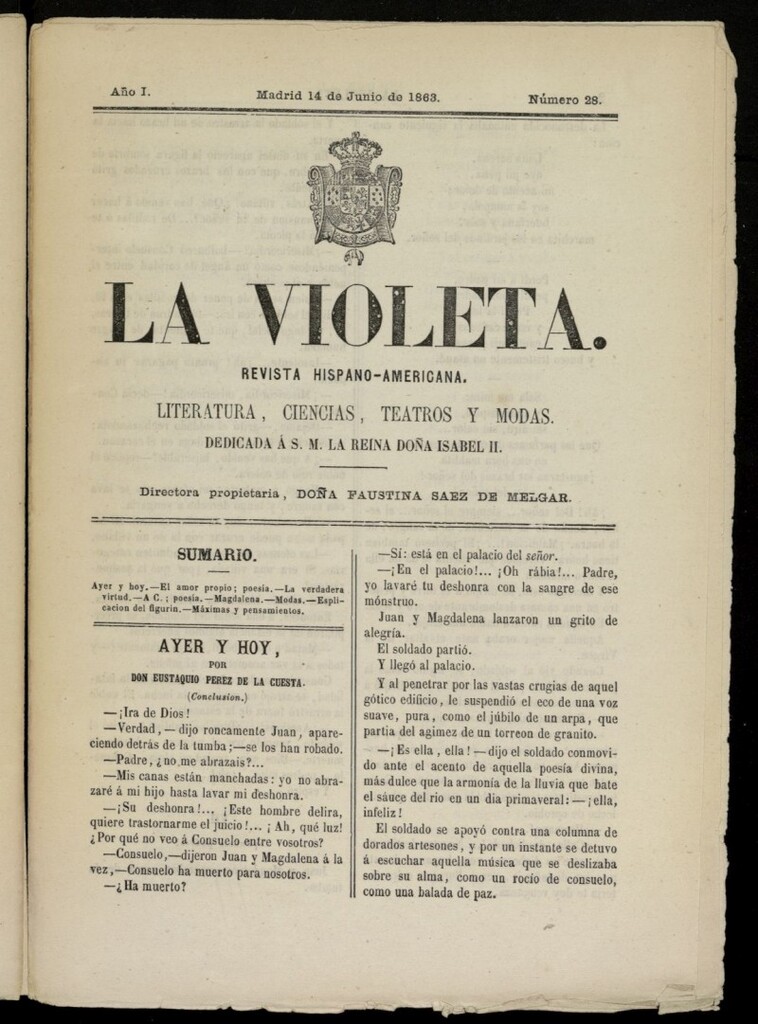 Año I.
Madrid 14 de Junio de 1863.
Número 28.
LA VIOLETA.
REVISTA HISPANO-AMERICANA.
LITERATURA, CIENCIAS, TEATROS Y MODAS.
DEDICADA Á S. M. LA REINA DOÑA ISABEL II.
Directora propietaria, DOÑA FAUSTINA SAEZ DE MELGAR.
SUMARIO.
Ayer y hoy.—El amor propio; poesia.—La verdadera
virtud.—A C.; poesia.—Magdalena.—Modas.—Espli-
cacion del figurin.—Máximas y pensamientos.
AYER Y HOY,
POR
DON EUSTAQUIO PEREZ DE LA CUESTA.
(Conclusion.)
—¡Ira de Dios!
—Verdad,—dijo roncamente Juan, apare-
ciendo detrás de la tumba;—se los han robado.
—Padre, ¿no me abrazais?...
—Mis canas están manchadas: yo no abra-
zaré á mi hijo hasta lavar mi deshonra.
—¡Su deshonra!... ¡Este hombre delira,
quiere trastornarme el juicio!... ¡Ah, qué luz!
¿Por qué no veo á Consuelo entre vosotros?
—Consuelo,—dijeron Juan y Magdalena á la
vez,—Consuelo ha muerto para nosotros.
—¿Ha muerto?
—Sí: está en el palacio del señor.
—¡En el palacio!... ¡Oh rábia!... Padre,
yo lavaré tu deshonra con la sangre de ese
mónstruo.
Juan y Magdalena lanzaron un grito de
alegría.
El soldado partió.
Y llegó al palacio.
Y al penetrar por las vastas crugias de aquel
gótico edificio, le suspendió el eco de una voz
suave, pura, como el júbilo de un arpa, que
partia del agimez de un torreon de granito.
—¡Es ella, ella!—dijo el soldado conmovi-
do ante el acento de aquella poesía divina,
más dulce que la armonía de la lluvia que bate
el sáuce del rio en un dia primaveral:—¡ella,
infeliz!
El soldado se apoyó contra una columna de
dorados artesones, y por un instante se detuvo
á escuchar aquella música que se deslizaba
sobre su alma, como un rocío de consuelo,
como una balada de paz.